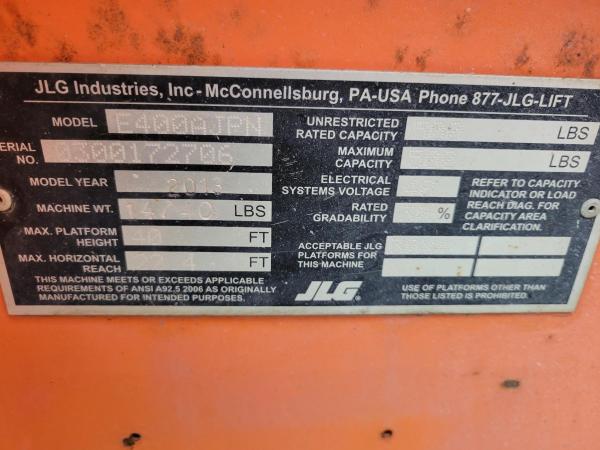 JLG Industries, Inc - McConnellsburg, PA-USA Phone 877-JLG-LIFT
MODEL E400AJPN
SERIAL NO. 0300172706
MODEL YEAR
MACHINE WT. LBS
MAX. PLATFORM HEIGHT FT
MAX. HORIZONTAL REACH FT
THIS MACHINE MEETS OR EXCEEDS APPLICABLE
REQUIREMENTS OF ANSI A92.5 2006 AS ORIGINALLY
MANUFACTURED FOR INTENDED PURPOSES.
UNRESTRICTED RATED CAPACITY LBS
MAXIMUM CAPACITY LBS
ELECTRICAL SYSTEMS VOLTAGE
RATED GRADABILITY %
REFER TO CAPACITY
INDICATOR OR LOAD
REACH DIAG. FOR
CAPACITY AREA
CLARIFICATION.
ACCEPTABLE JLG
PLATFORMS FOR
THIS MACHINE
JLG
USE OF PLATFORMS OTHER THAN
THOSE LISTED IS PROHIBITED.